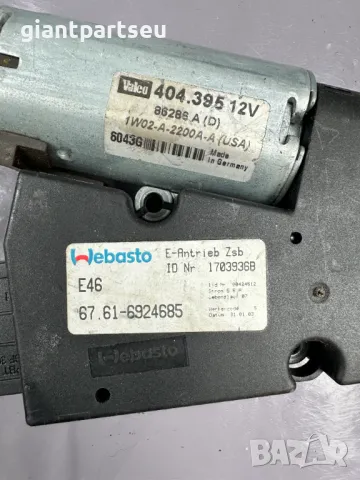 giantpartseu
Valeo 404.395 12V
86286.A (D)
1W02-A-2200A-A (USA)
6043G Made in Germany
Webasto E-Antrieb Zsb
ID Nr 1703936B
E46
67.61-6924685
Webasto
BAZAR.BG